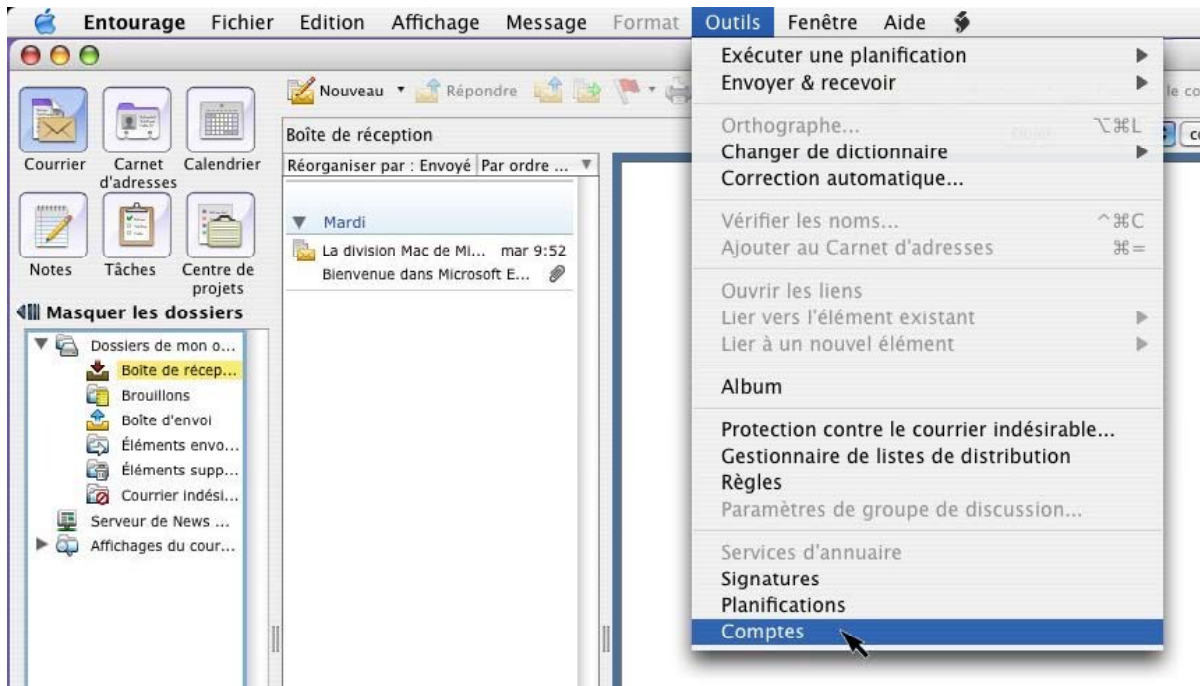 Entourage Fichier Edition Affichage Message Format Outils Fenêtre Aide
Nouveau Répondre
le co
Courrier
Carnet d'adresses
Calendrier
Notes
Tâches
Centre de projets
Masquer les dossiers
Dossiers de mon o...
Boîte de récep...
Brouillons
Boîte d'envoi
Éléments envo...
Éléments supp...
Courrier indési...
Serveur de News ...
Affichages du cour...
Boîte de réception
Réorganiser par : Envoyé Par ordre ...
Mardi
La division Mac de Mi... mar 9:52
Bienvenue dans Microsoft E...
Exécuter une planification
Envoyer & recevoir
Orthographe... ⌥⌘L
Changer de dictionnaire
Correction automatique...
Vérifier les noms... ^⌘C
Ajouter au Carnet d'adresses ⌘=
Ouvrir les liens
Lier vers l'élément existant
Lier à un nouvel élément
Album
Protection contre le courrier indésirable...
Gestionnaire de listes de distribution
Règles
Paramètres de groupe de discussion...
Services d'annuaire
Signatures
Planifications
Comptes